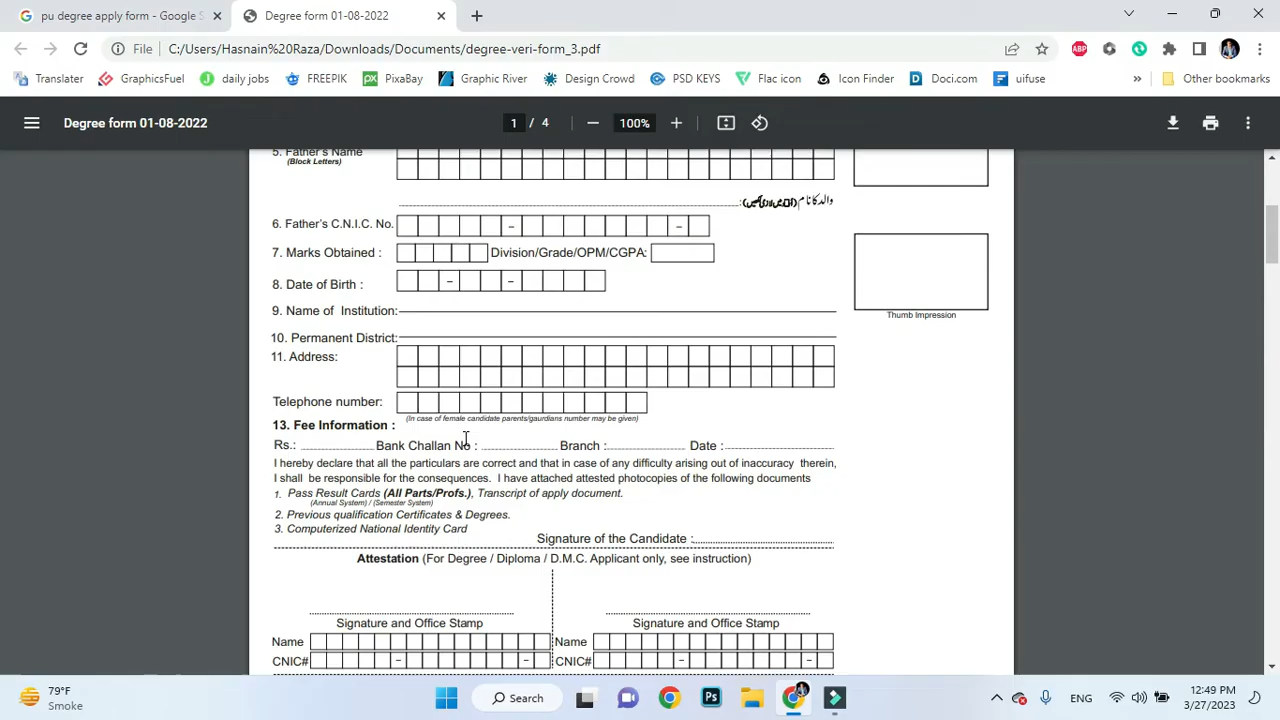 pu degree apply form - Google S
Degree form 01-08-2022
File C:/Users/Hasnain%20Raza/Downloads/Documents/degree-veri-form_3.pdf
ABP
Translater GraphicsFuel daily jobs FREEPIK PixaBay Graphic River Design Crowd PSD KEYS Flac icon Icon Finder Doci.com uifuse » Other bookmarks
Degree form 01-08-2022 1 / 4 100%
5. Father's Name
(Block Letters)
والد کا نام
6. Father's C.N.I.C. No. – –
7. Marks Obtained : Division/Grade/OPM/CGPA:
8. Date of Birth : – –
Thumb Impression
9. Name of Institution:
10. Permanent District:
11. Address:
Telephone number:
(In case of female candidate parents/gaurdians number may be given)
13. Fee Information :
Rs.: Bank Challan No : Branch : Date :
I hereby declare that all the particulars are correct and that in case of any difficulty arising out of inaccuracy therein,
I shall be responsible for the consequences. I have attached attested photocopies of the following documents
1. Pass Result Cards (All Parts/Profs.), Transcript of apply document.
(Annual System) / (Semester System)
2. Previous qualification Certificates & Degrees.
3. Computerized National Identity Card
Signature of the Candidate :
Attestation (For Degree / Diploma / D.M.C. Applicant only, see instruction)
Signature and Office Stamp Signature and Office Stamp
Name Name
CNIC# – – CNIC# – –
79°F
Smoke
Search
Ps
ENG
12:49 PM
3/27/2023